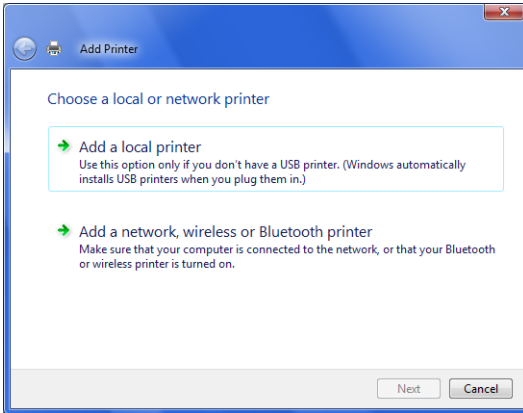 Add Printer
Choose a local or network printer
Add a local printer
Use this option only if you don't have a USB printer. (Windows automatically
installs USB printers when you plug them in.)
Add a network, wireless or Bluetooth printer
Make sure that your computer is connected to the network, or that your Bluetooth
or wireless printer is turned on.
Next Cancel